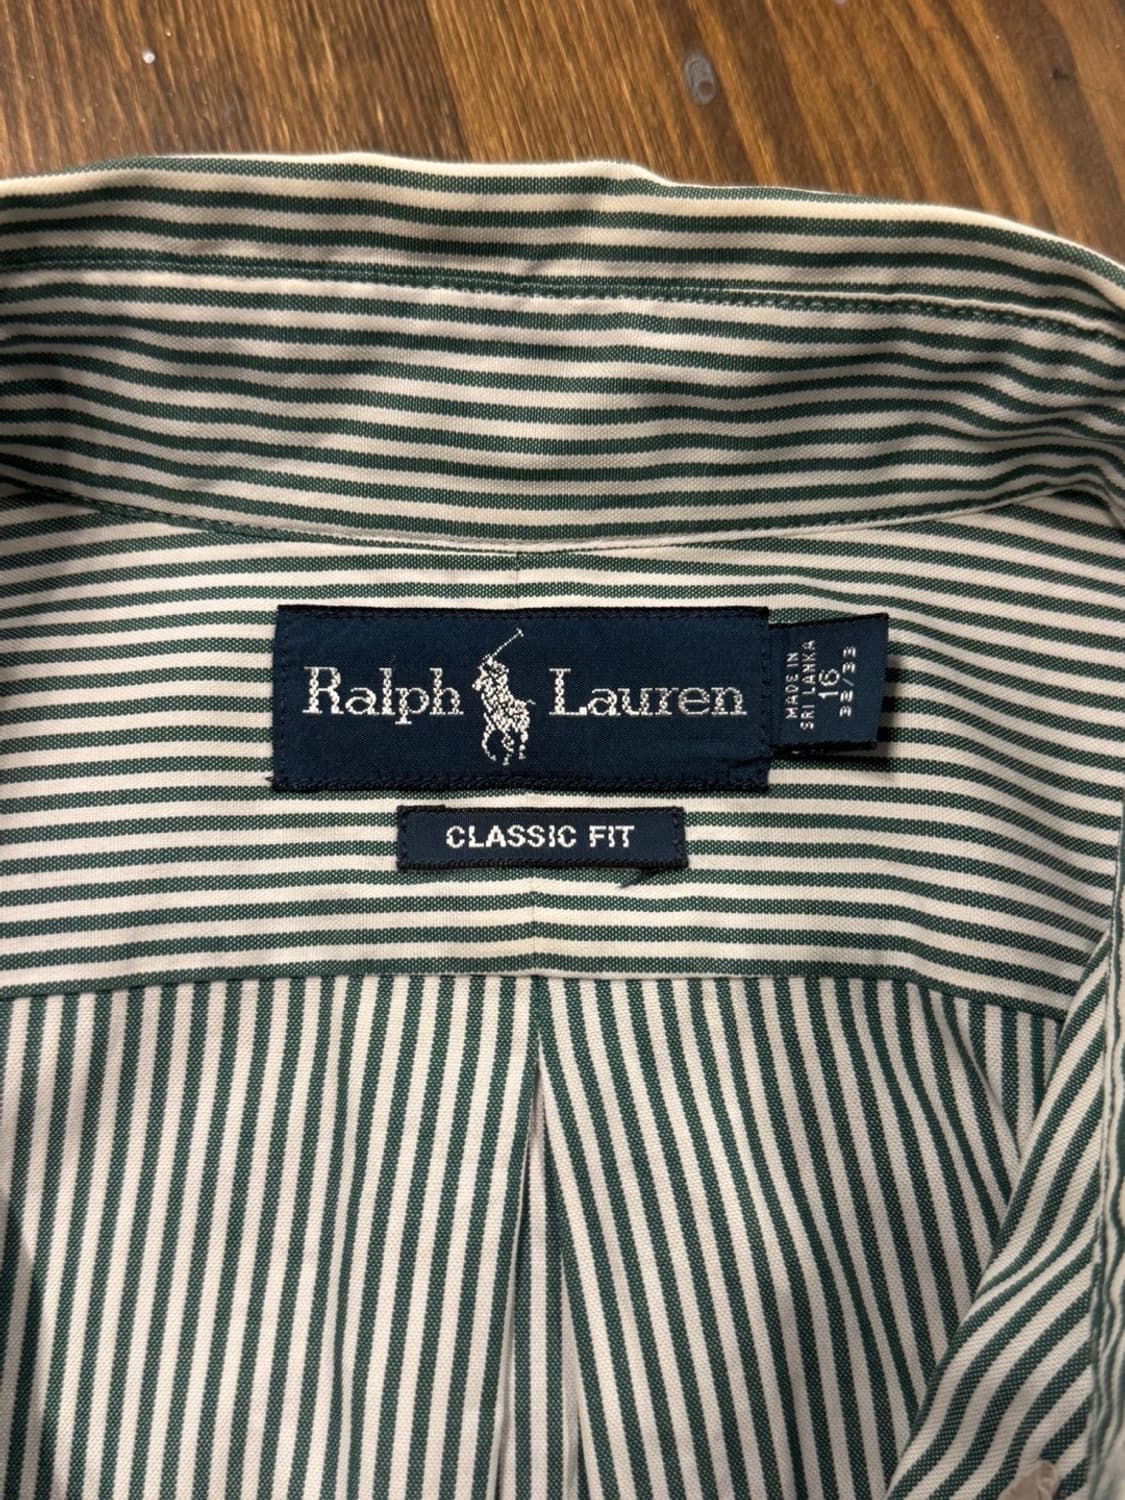 Ralph Lauren
MADE IN
SRI LANKA
16
32/33
CLASSIC FIT